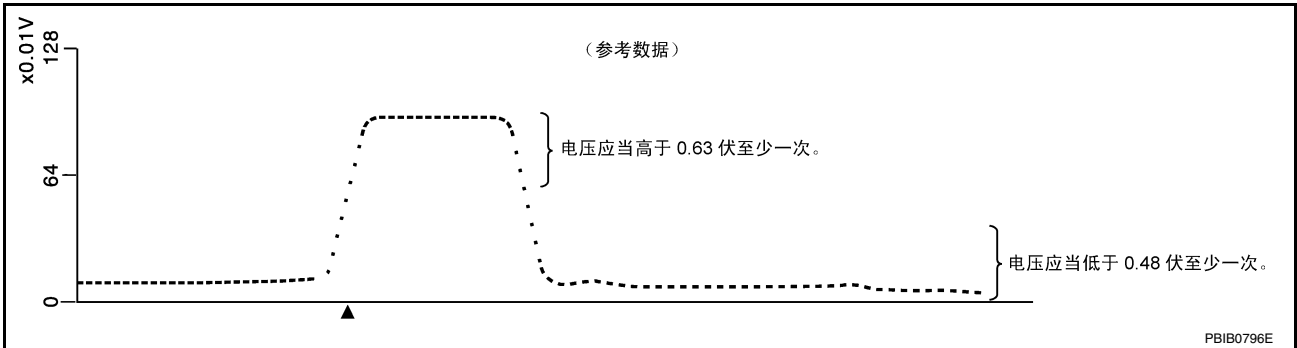 x0.01V
128
（参考数据）
电压应当高于 0.63 伏至少一次。
64
电压应当低于 0.48 伏至少一次。
0
PBIB0796E